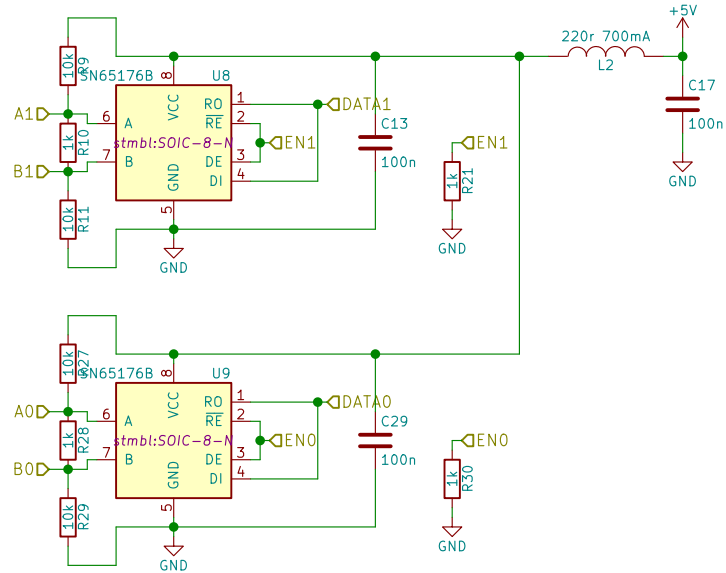 +5V
220r 700mA
L2
C17
100n
GND
R9
10k
SN65176B
U8
8
VCC
A1
6
A
RO
1
DATA1
RE
2
C13
100n
R10
1k
stmbl:SOIC-8-N
EN1
EN1
B1
7
B
DE
3
GND
DI
4
R21
1k
GND
R11
10k
5
GND
R27
10k
SN65176B
U9
8
VCC
A0
6
A
RO
1
DATA0
RE
2
C29
100n
R28
1k
stmbl:SOIC-8-N
EN0
EN0
B0
7
B
DE
3
GND
DI
4
R30
1k
GND
R29
10k
5
GND